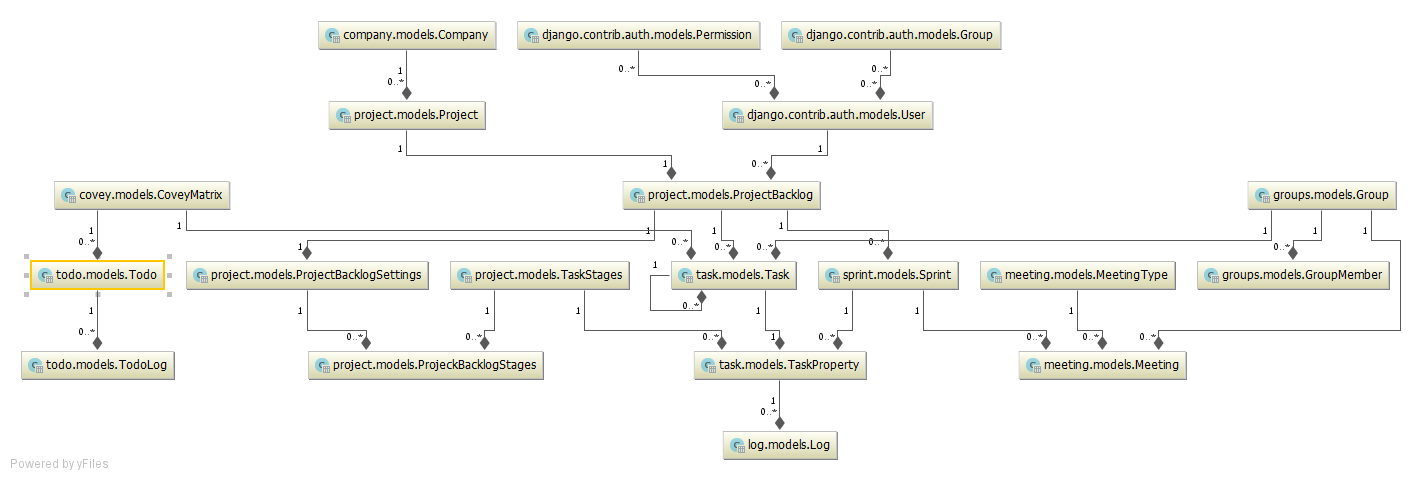 company.models.Company
django.contrib.auth.models.Permission
django.contrib.auth.models.Group
1
0..*
0..*
0..*
0..*
0..*
project.models.Project
django.contrib.auth.models.User
1
1
1
0..*
covey.models.CoveyMatrix
project.models.ProjectBacklog
groups.models.Group
1
1
1
1
1
1
1
1
0..*
1
0..*
0..*
0..*
0..*
0..*
todo.models.Todo
project.models.ProjectBacklogSettings
project.models.TaskStages
1
task.models.Task
sprint.models.Sprint
meeting.models.MeetingType
groups.models.GroupMember
0..*
1
1
1
1
1
1
1
1
0..*
0..*
0..*
0..*
1
0..*
0..*
0..*
0..*
todo.models.TodoLog
project.models.ProjeckBacklogStages
task.models.TaskProperty
meeting.models.Meeting
1
0..*
log.models.Log
Powered by yFiles